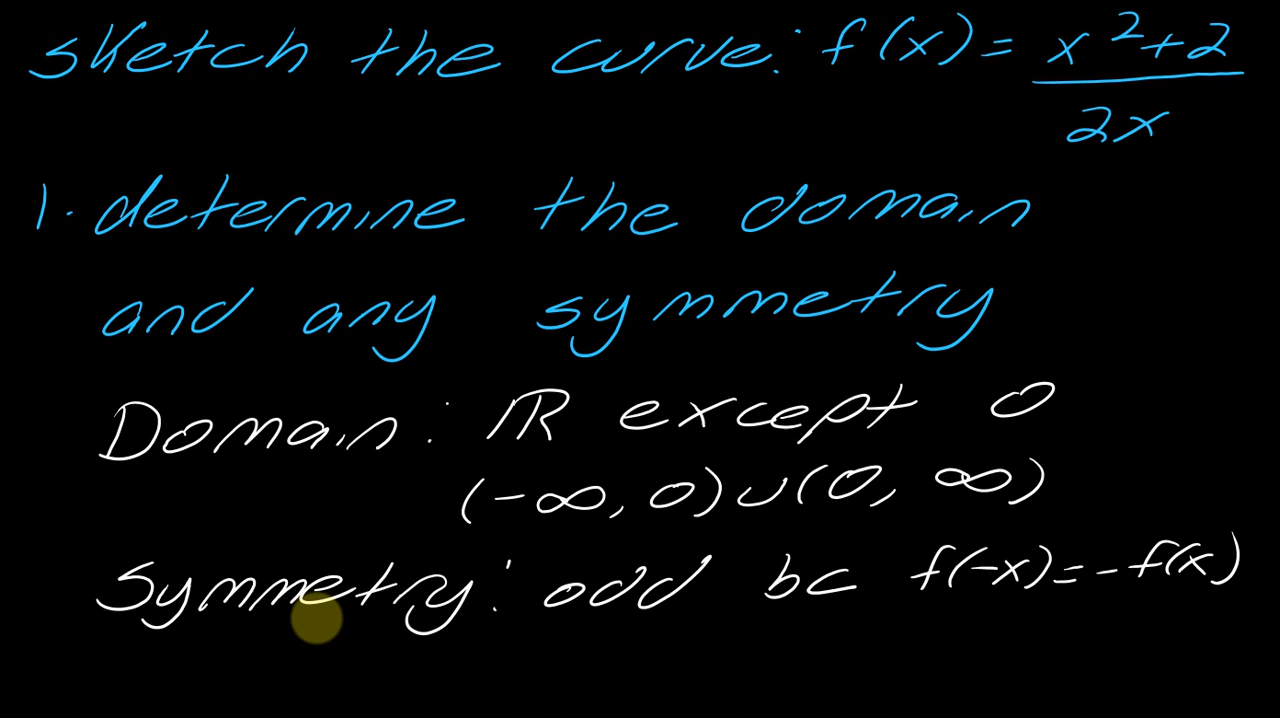 sketch the curve: f(x) = x²+2 / 2x
1. determine the domain
and any symmetry
Domain: ℝ except 0
(-∞, 0) ∪ (0, ∞)
Symmetry: odd bc f(-x) = -f(x)